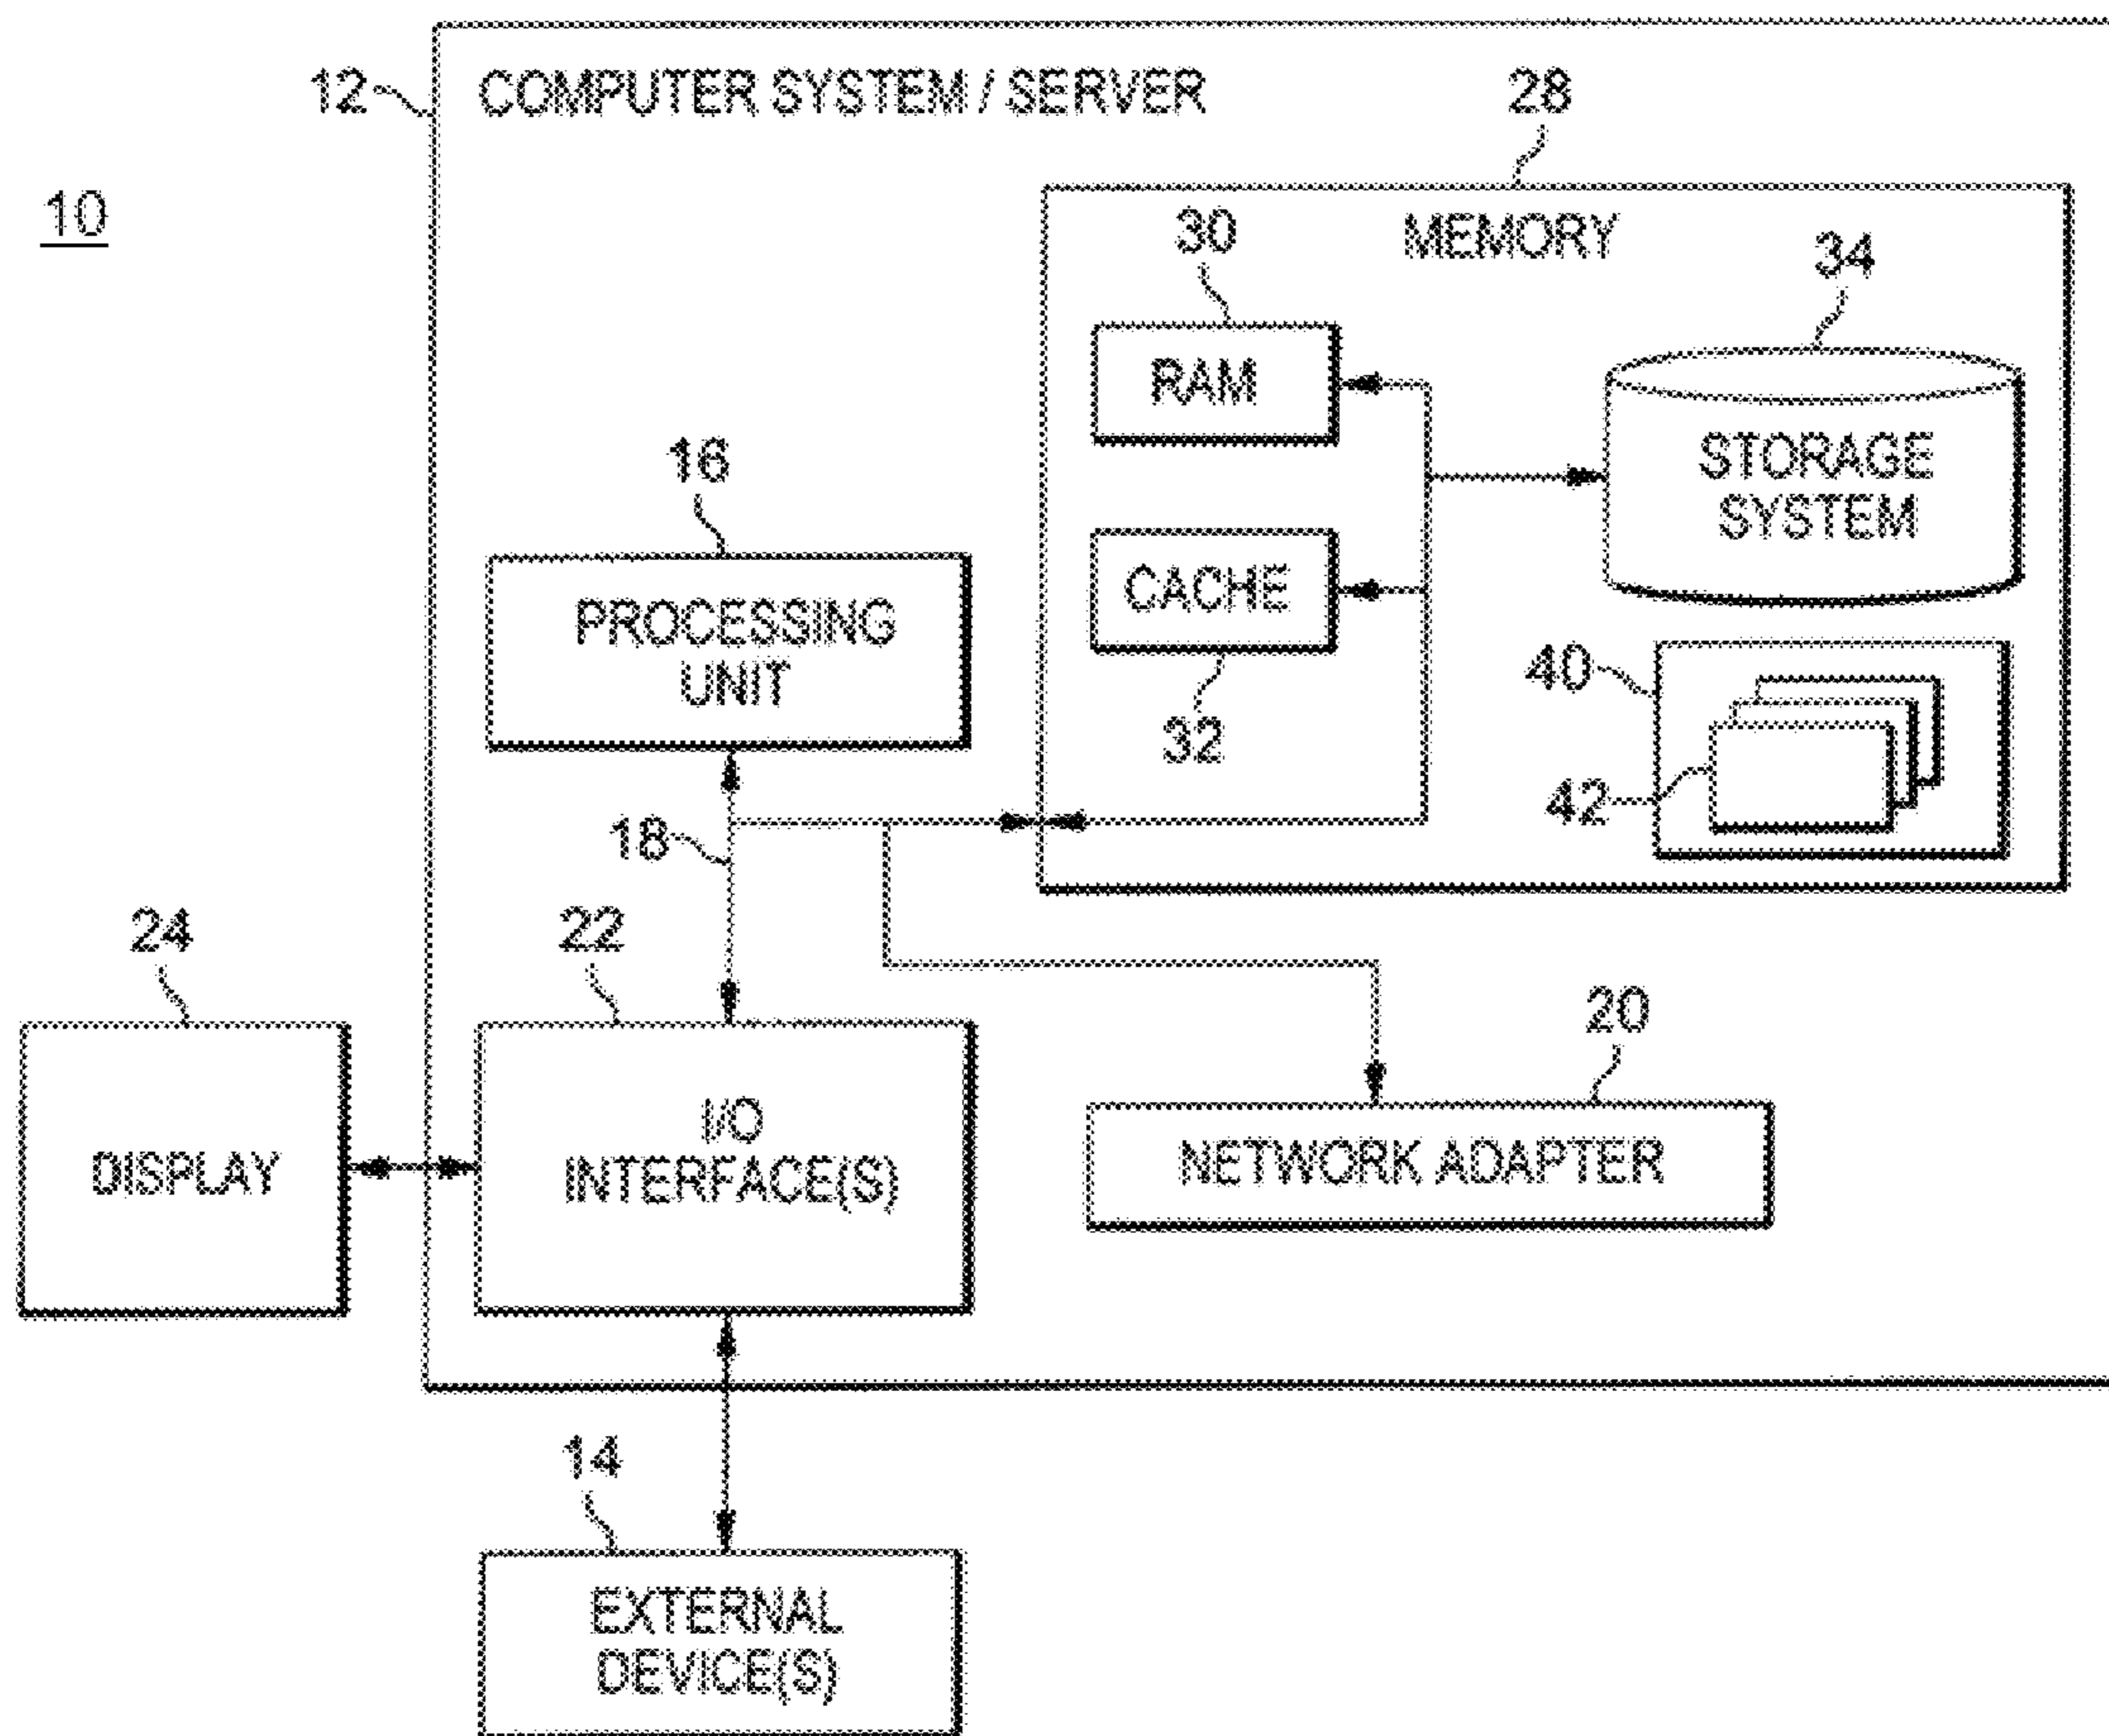 12
COMPUTER SYSTEM / SERVER
28
10
30
MEMORY
34
RAM
16
STORAGE
SYSTEM
CACHE
PROCESSING
UNIT
40
32
42
18
24
22
20
I/O
INTERFACE(S)
DISPLAY
NETWORK ADAPTER
14
EXTERNAL
DEVICE(S)